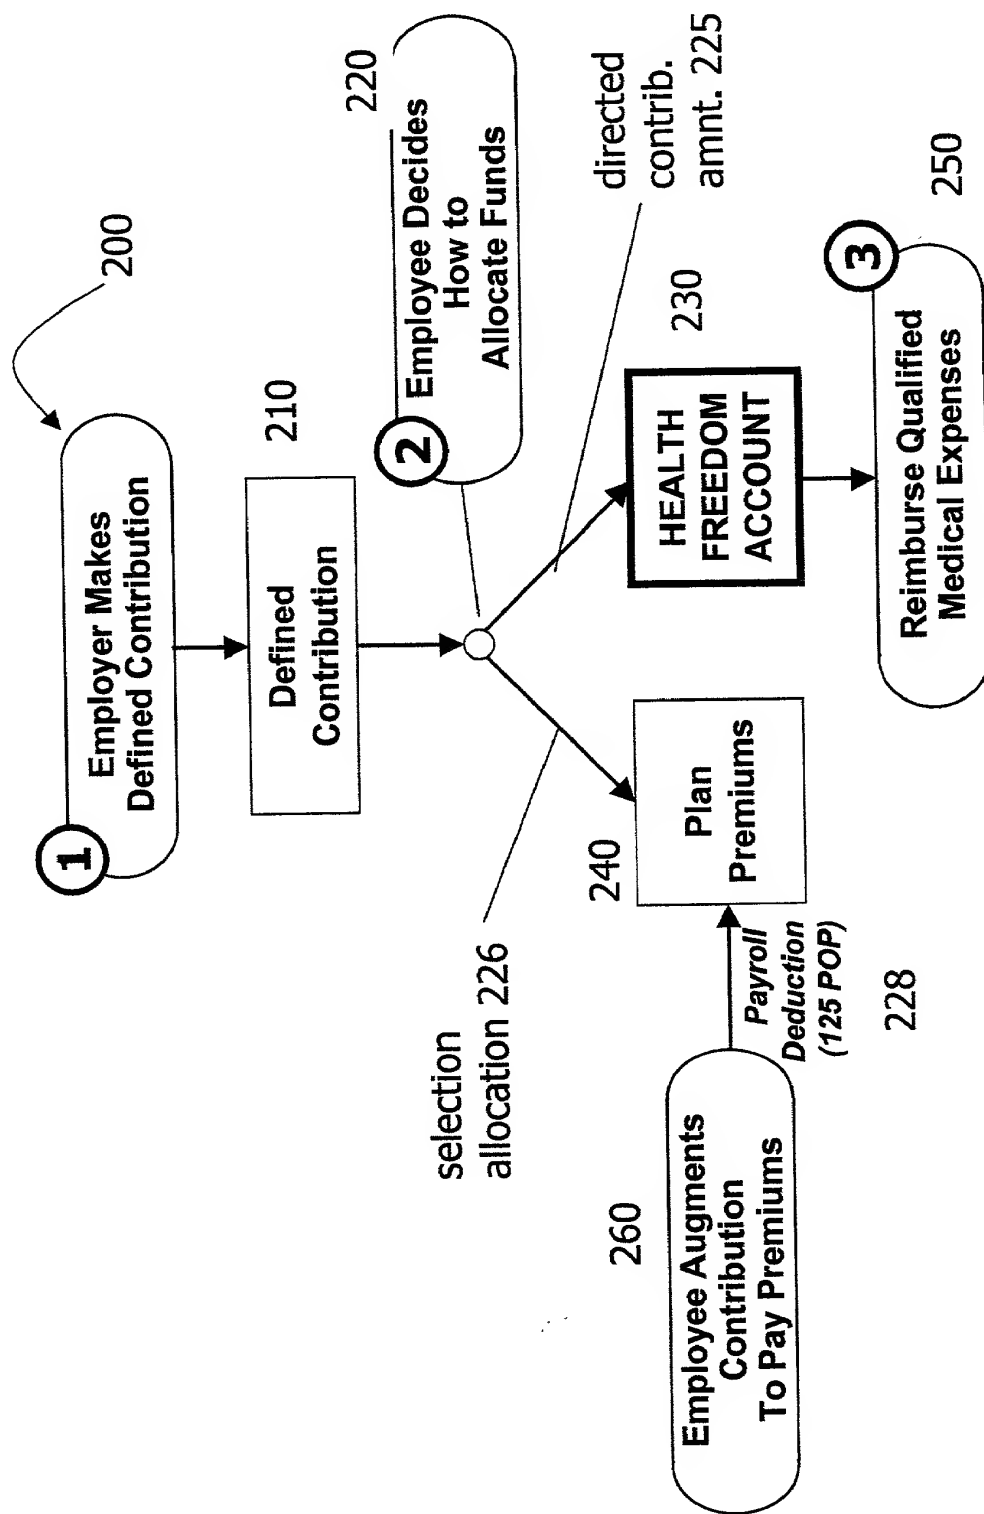 200
1
Employer Makes
Defined Contribution
210
Defined
Contribution
220
2
Employee Decides
How to
Allocate Funds
selection
allocation 226
directed
contrib.
amnt. 225
240
Plan
Premiums
230
HEALTH
FREEDOM
ACCOUNT
260
Employee Augments
Contribution
To Pay Premiums
Payroll
Deduction
(125 POP)
228
250
3
Reimburse Qualified
Medical Expenses